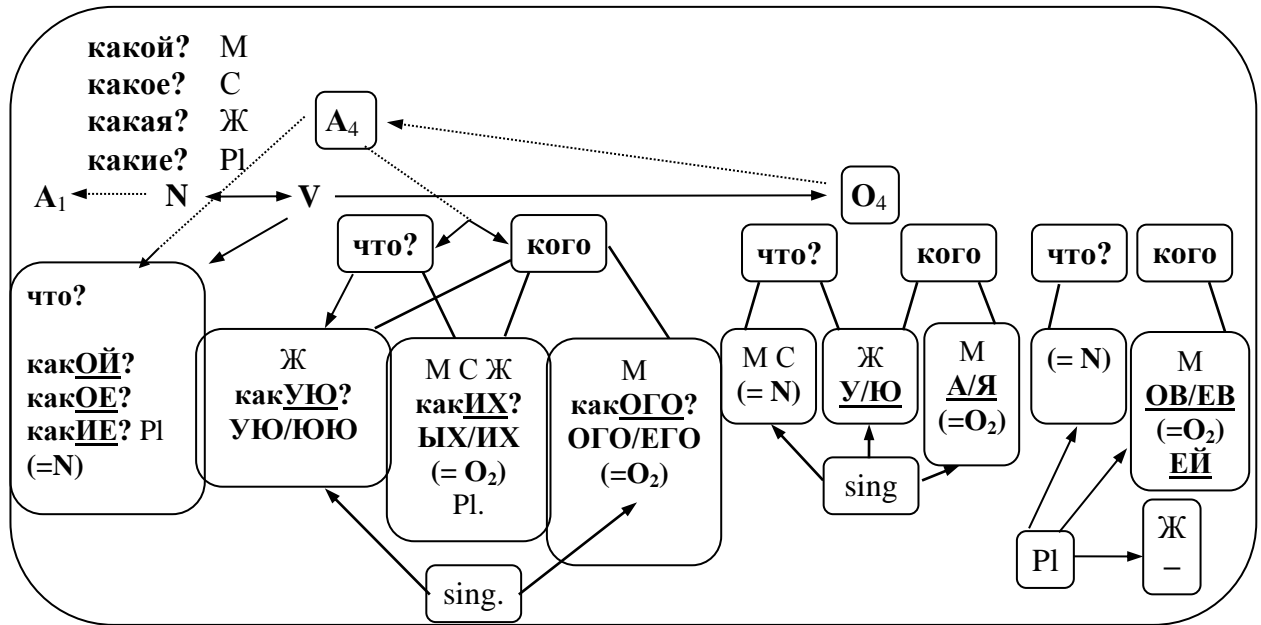 какой? М
какое? С
какая? Ж
какие? Pl
A₄
A₁ N V O₄
что? кого
что? кого
что? кого
что?
какОЙ?
какОЕ?
какИЕ? Pl
(=N)
Ж
какУЮ?
УЮ/ЮЮ
М С Ж
какИХ?
ЫХ/ИХ
(= O₂)
Pl.
М
какОГО?
ОГО/ЕГО
(=O₂)
sing.
М С
(= N)
Ж
У/Ю
М
А/Я
(=O₂)
sing
(= N)
М
ОВ/ЕВ
(=O₂)
ЕЙ
Pl
Ж
–